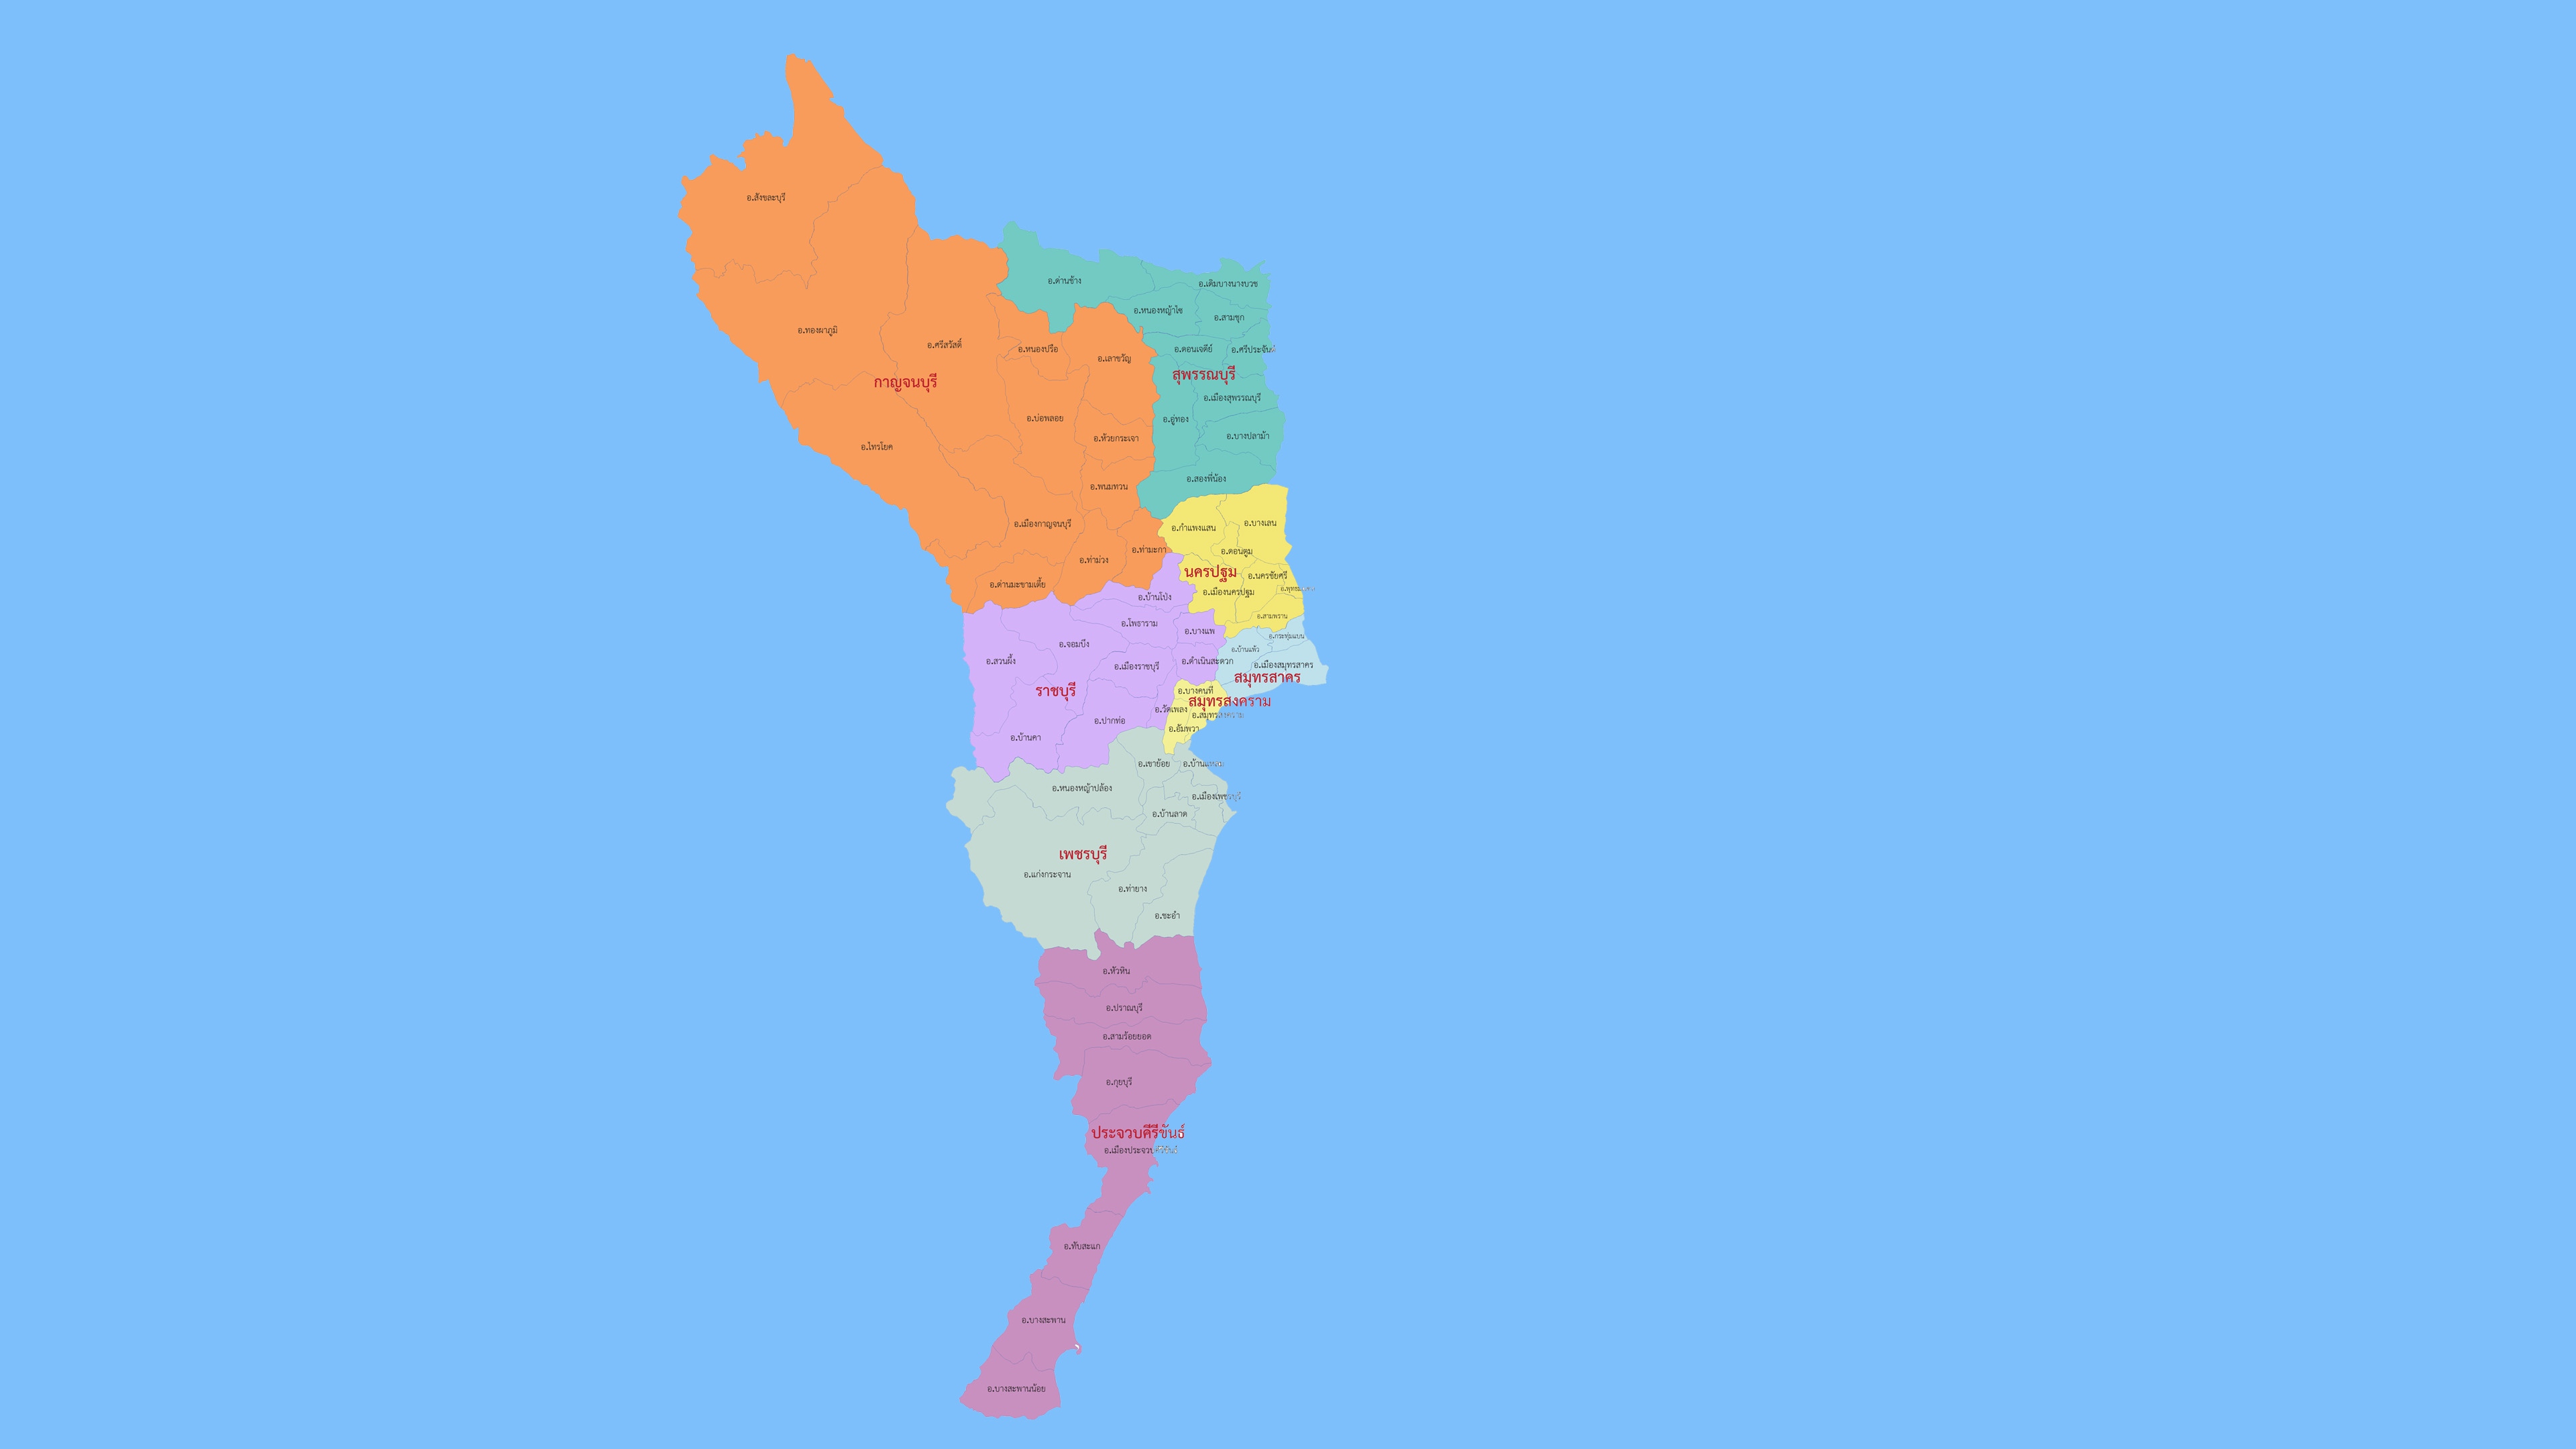 อ.สังขละบุรี
อ.ด่านช้าง
อ.เดิมบางนางบวช
อ.หนองหญ้าไซ
อ.สามชุก
อ.ทองผาภูมิ
อ.ศรีสวัสดิ์
อ.หนองปรือ
อ.เลาขวัญ
อ.ดอนเจดีย์
อ.ศรีประจันต์
กาญจนบุรี
สุพรรณบุรี
อ.เมืองสุพรรณบุรี
อ.บ่อพลอย
อ.อู่ทอง
อ.ห้วยกระเจา
อ.บางปลาม้า
อ.ไทรโยค
อ.พนมทวน
อ.สองพี่น้อง
อ.เมืองกาญจนบุรี
อ.กำแพงแสน
อ.บางเลน
อ.ท่าม่วง
อ.ท่ามะกา
อ.ดอนตูม
นครปฐม
อ.นครชัยศรี
อ.ด่านมะขามเตี้ย
อ.บ้านโป่ง
อ.เมืองนครปฐม
อ.สามพราน
อ.โพธาราม
อ.บางแพ
อ.กระทุ่มแบน
อ.จอมบึง
อ.บ้านแพ้ว
อ.สวนผึ้ง
อ.เมืองราชบุรี
อ.ดำเนินสะดวก
อ.เมืองสมุทรสาคร
สมุทรสาคร
ราชบุรี
อ.บางคนที
สมุทรสงคราม
อ.วัดเพลง
อ.สมุทรสงคราม
อ.ปากท่อ
อ.อัมพวา
อ.บ้านคา
อ.เขาย้อย
อ.บ้านแหลม
อ.หนองหญ้าปล้อง
อ.เมืองเพชรบุรี
อ.บ้านลาด
เพชรบุรี
อ.แก่งกระจาน
อ.ท่ายาง
อ.ชะอำ
อ.หัวหิน
อ.ปราณบุรี
อ.สามร้อยยอด
อ.กุยบุรี
ประจวบคีรีขันธ์
อ.เมืองประจวบคีรีขันธ์
อ.ทับสะแก
อ.บางสะพาน
อ.บางสะพานน้อย